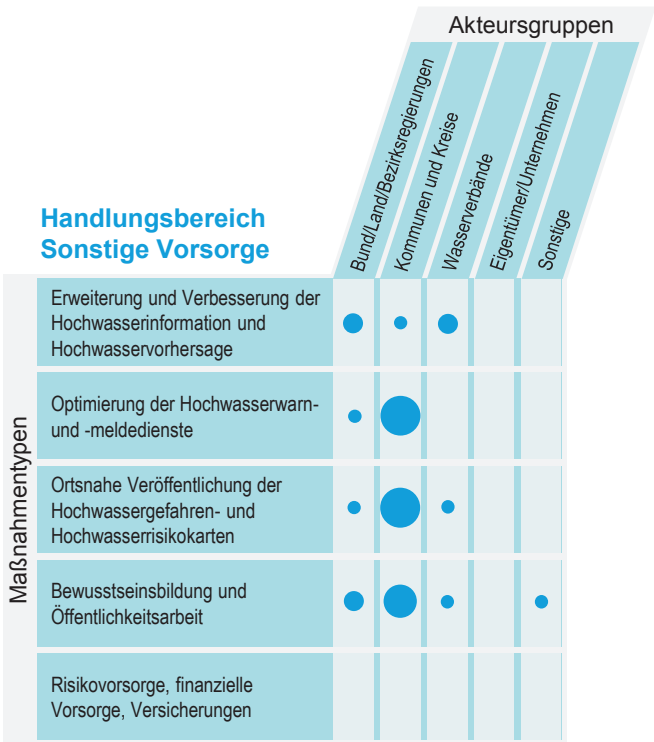 Akteursgruppen
Bund/Land/Bezirksregierungen
Kommunen und Kreise
Wasserverbände
Eigentümer/Unternehmen
Sonstige
Handlungsbereich
Sonstige Vorsorge
Maßnahmentypen
Erweiterung und Verbesserung der
Hochwasserinformation und
Hochwasservorhersage
Optimierung der Hochwasserwarn-
und -meldedienste
Ortsnahe Veröffentlichung der
Hochwassergefahren- und
Hochwasserrisikokarten
Bewusstseinsbildung und
Öffentlichkeitsarbeit
Risikovorsorge, finanzielle
Vorsorge, Versicherungen